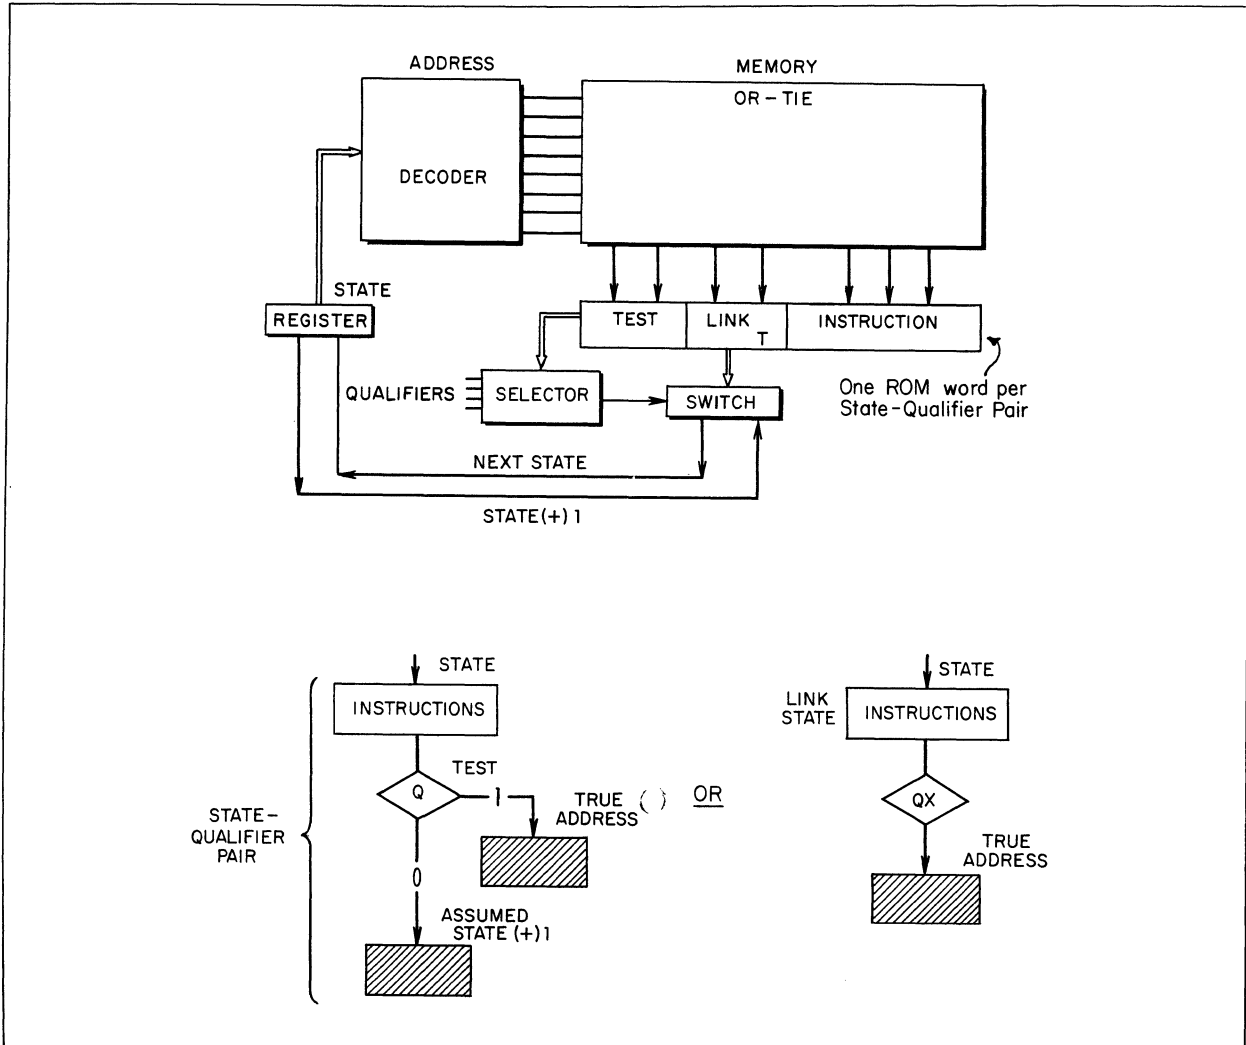 ADDRESS
MEMORY
OR-TIE
DECODER
STATE
REGISTER
TEST
LINK
T
INSTRUCTION
QUALIFIERS
SELECTOR
SWITCH
One ROM word per
State-Qualifier Pair
NEXT STATE
STATE(+)1
STATE
INSTRUCTIONS
TEST
Q
1
TRUE ( ) OR
ADDRESS
0
STATE-
QUALIFIER
PAIR
ASSUMED
STATE (+)1
STATE
LINK
STATE
INSTRUCTIONS
QX
TRUE
ADDRESS